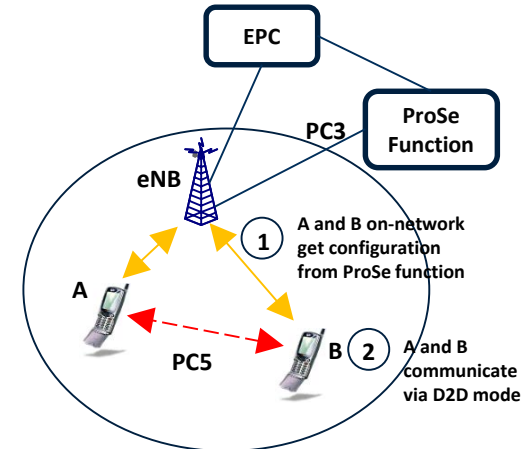 EPC
ProSe
Function
PC3
eNB
1
A and B on-network
get configuration
from ProSe function
A
B
2
A and B
communicate
via D2D mode
PC5